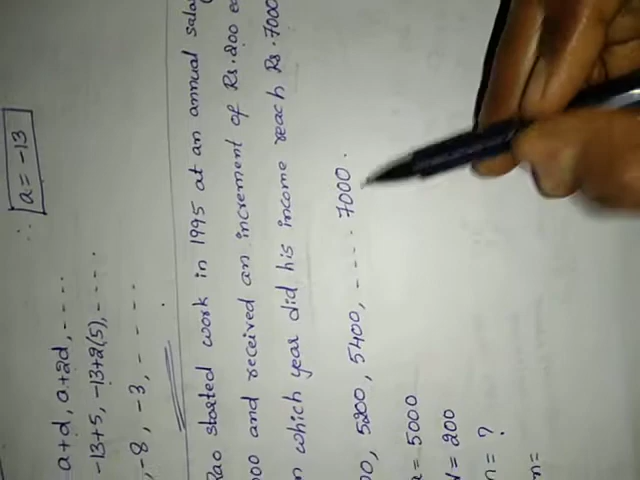 ∴ a = -13
a+d, a+2d, ....
-13+5, -13+2(5), ....
, -8, -3, - - - - .
Rao started work in 1995 at an annual
000 and received an increment of Rs.200
which year did his income reach Rs.7000
00, 5200, 5400, - - - . 7000.
= 5000
= 200
n = ?
n =